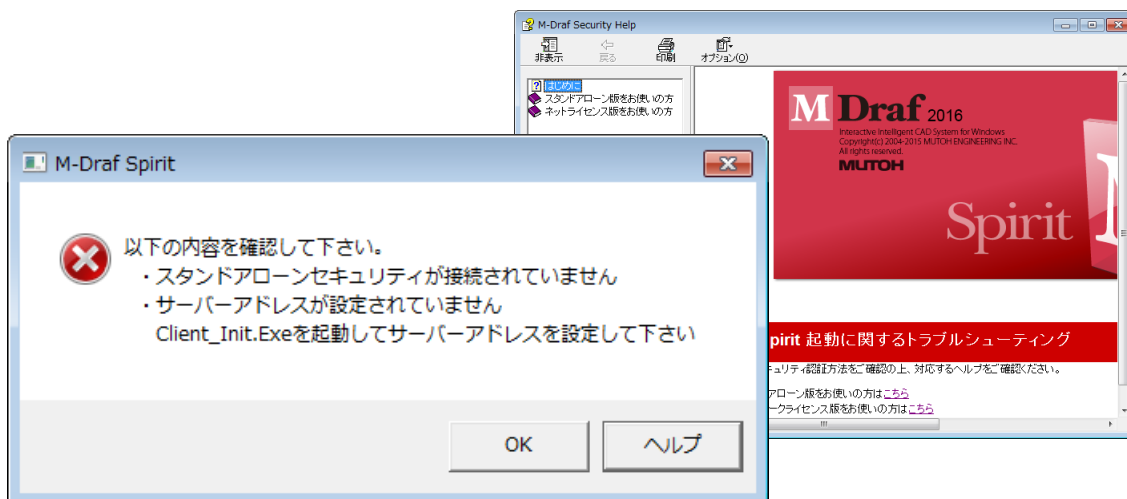 M-Draf Security Help
非表示
戻る
印刷
オプション(O)
はじめに
スタンドアローン版をお使いの方
ネットライセンス版をお使いの方
M Draf 2016
Interactive Intelligent CAD System for Windows
Copyright(c) 2004-2015 MUTOH ENGINEERING INC.
All rights reserved.
MUTOH
Spirit
pirit 起動に関するトラブルシューティング
ュリティ認証方法をご確認の上、対応するヘルプをご確認ください。
アローン版をお使いの方はこちら
ークライセンス版をお使いの方はこちら
M-Draf Spirit
以下の内容を確認して下さい。
・スタンドアローンセキュリティが接続されていません
・サーバーアドレスが設定されていません
Client_Init.Exeを起動してサーバーアドレスを設定して下さい
OK
ヘルプ